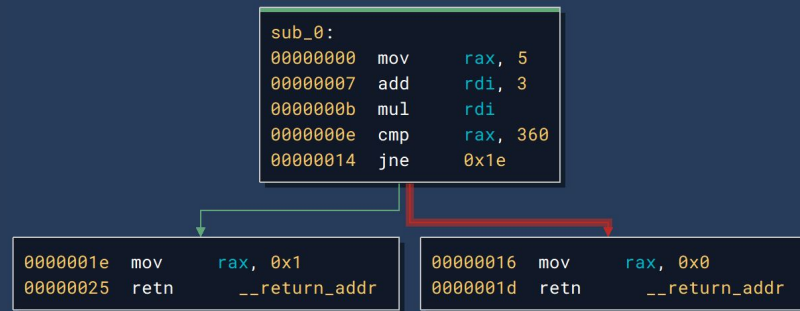 sub_0:
00000000 mov rax, 5
00000007 add rdi, 3
0000000b mul rdi
0000000e cmp rax, 360
00000014 jne 0x1e
0000001e mov rax, 0x1
00000025 retn __return_addr
00000016 mov rax, 0x0
0000001d retn __return_addr